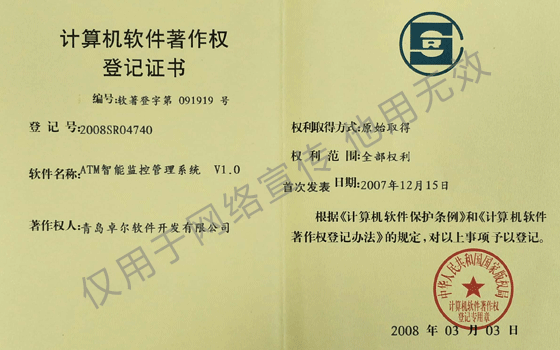 计算机软件著作权
登记证书
编号:软著登字第 091919 号
登 记 号:2008SR04740
软件名称:ATM智能监控管理系统 V1.0
著作权人:青岛卓尔软件开发有限公司
权利取得方式:原始取得
权 利 范 围:全部权利
首次发表日期:2007年12月15日
根据《计算机软件保护条例》和《计算机软件
著作权登记办法》的规定,对以上事项予以登记。
中华人民共和国国家版权局
计算机软件著作权
登记专用章
2008 年 03 月 03 日
仅用于网络宣传 他用无效